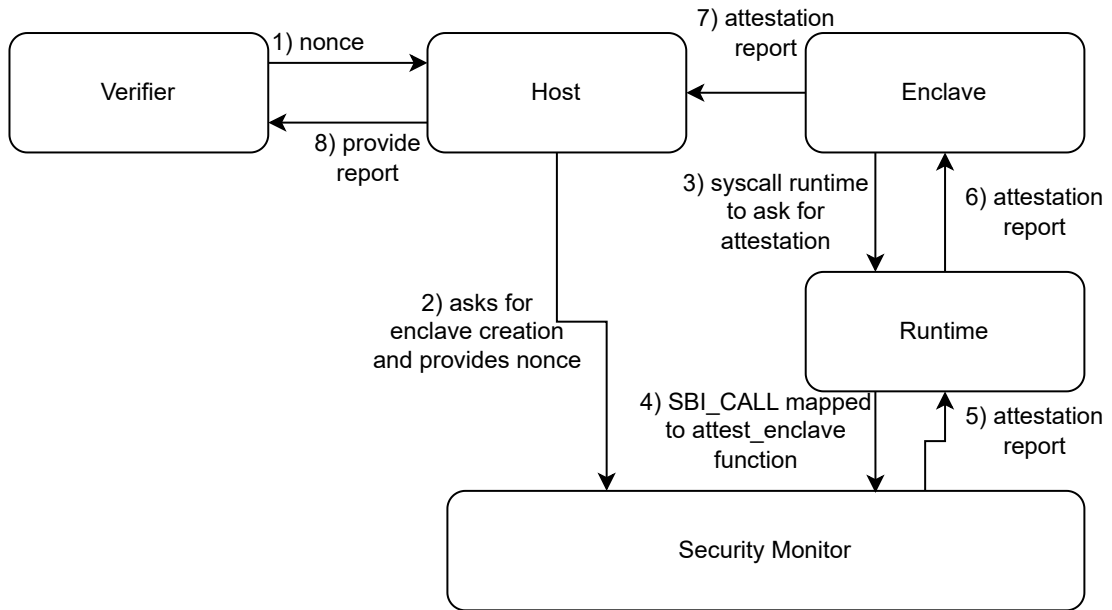 7) attestation
report
1) nonce
Verifier
Host
Enclave
8) provide
report
3) syscall runtime
to ask for
attestation
6) attestation
report
2) asks for
enclave creation
and provides nonce
Runtime
4) SBI_CALL mapped
to attest_enclave
function
5) attestation
report
Security Monitor